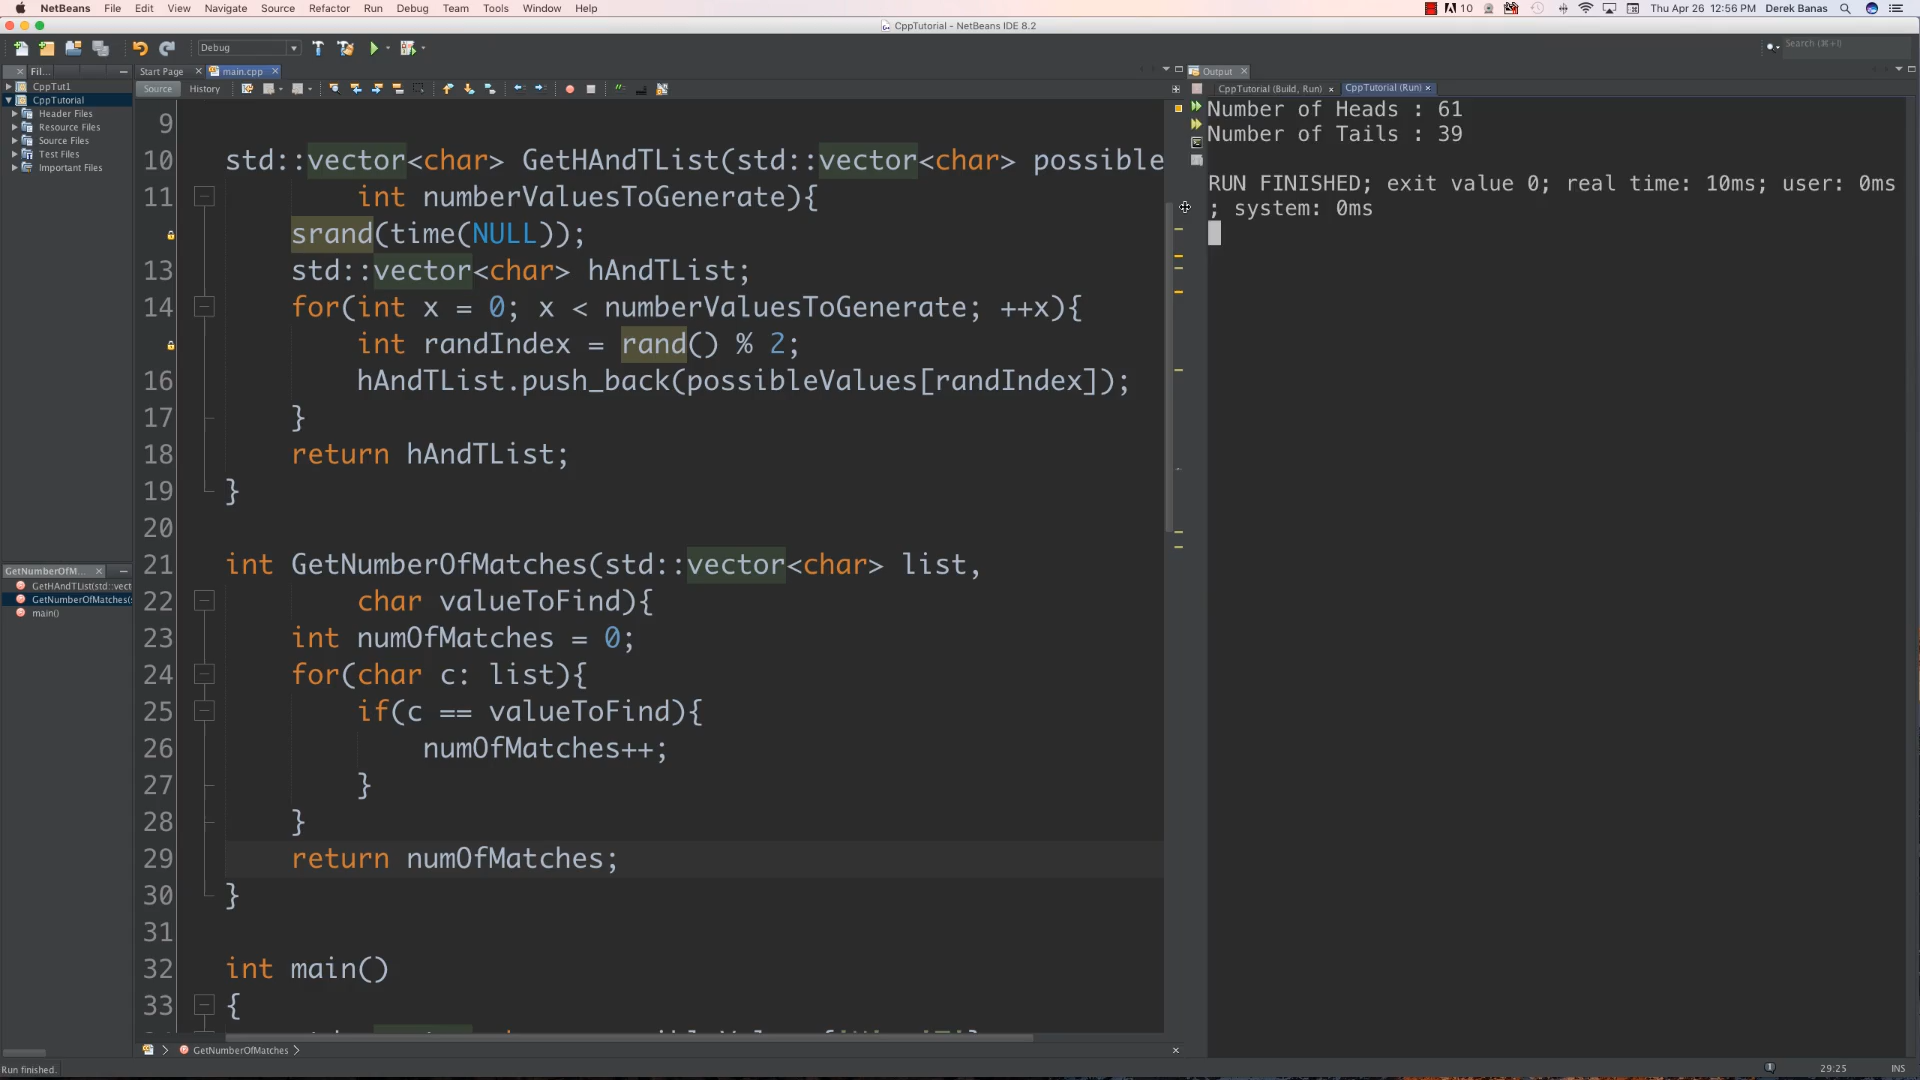 NetBeans File Edit View Navigate Source Refactor Run Debug Team Tools Window Help
10 Thu Apr 26 12:56 PM Derek Banas
CppTutorial - NetBeans IDE 8.2
Debug
Search (⌘+I)
Fil...
Start Page
main.cpp
Output
Source History
CppTutorial (Build, Run)
CppTutorial (Run)
CppTut1
CppTutorial
Header Files
Resource Files
Source Files
Test Files
Important Files
GetNumberOfM...
GetHAndTList(std::vect
GetNumberOfMatches(s
main()
9
10 std::vector<char> GetHAndTList(std::vector<char> possible
11 int numberValuesToGenerate){
srand(time(NULL));
13 std::vector<char> hAndTList;
14 for(int x = 0; x < numberValuesToGenerate; ++x){
int randIndex = rand() % 2;
16 hAndTList.push_back(possibleValues[randIndex]);
17 }
18 return hAndTList;
19 }
20
21 int GetNumberOfMatches(std::vector<char> list,
22 char valueToFind){
23 int numOfMatches = 0;
24 for(char c: list){
25 if(c == valueToFind){
26 numOfMatches++;
27 }
28 }
29 return numOfMatches;
30 }
31
32 int main()
33 {
Number of Heads : 61
Number of Tails : 39
RUN FINISHED; exit value 0; real time: 10ms; user: 0ms
; system: 0ms
GetNumberOfMatches
Run finished.
29:25 INS